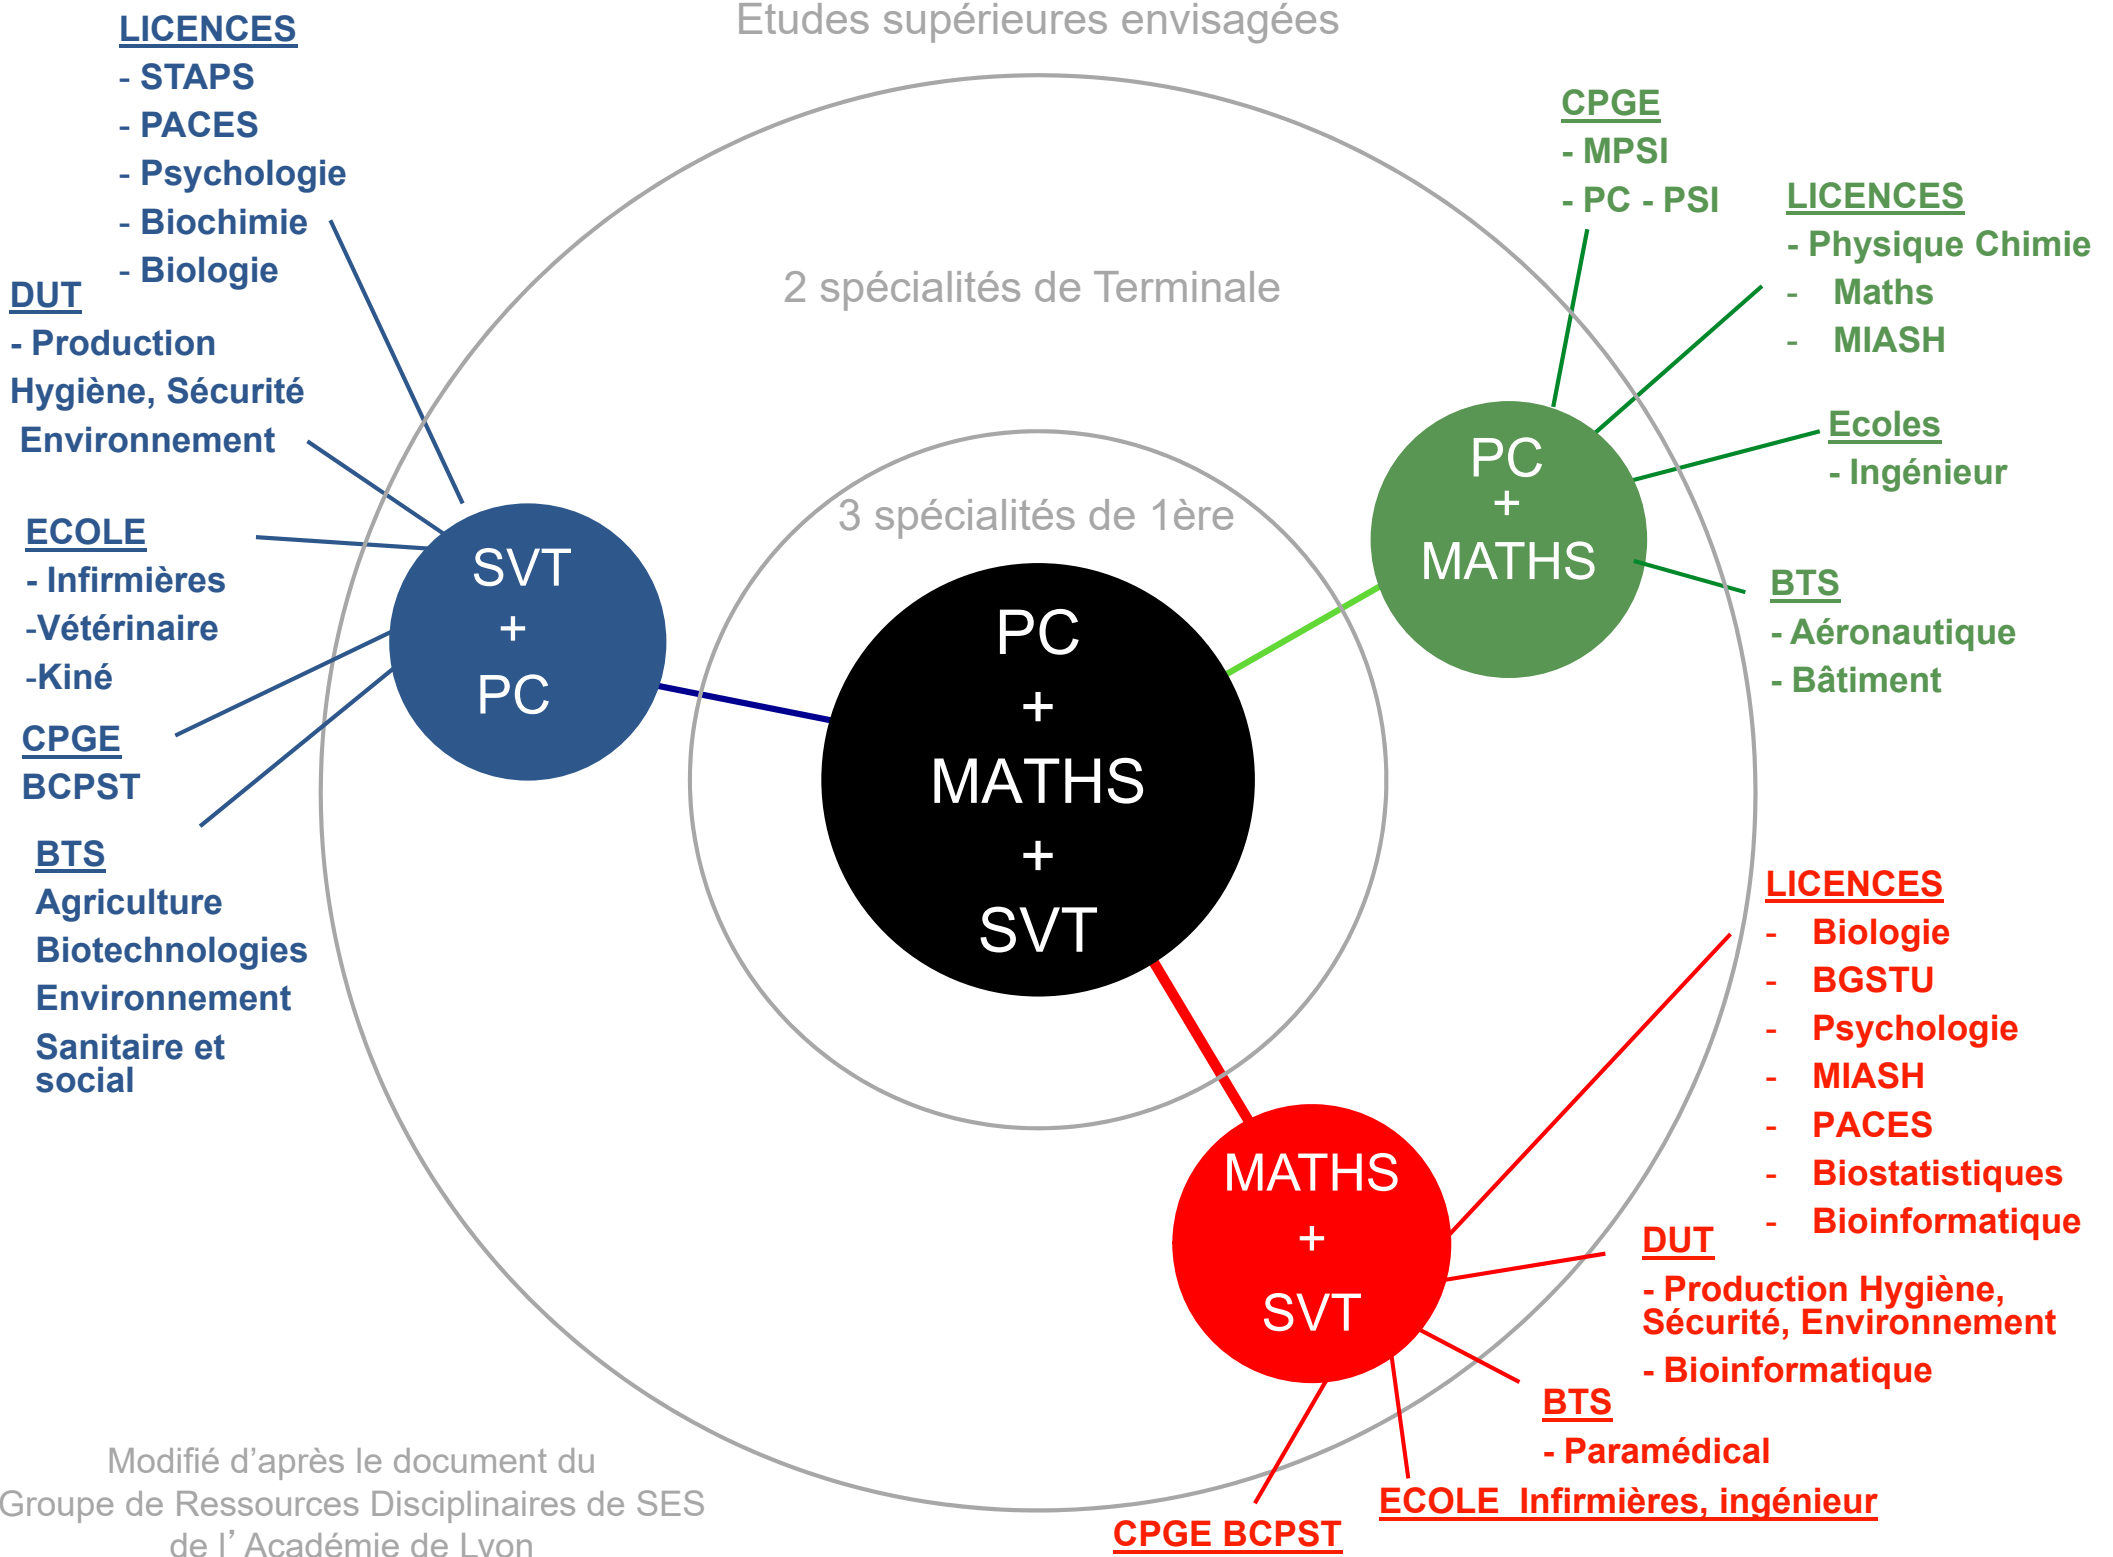 Etudes supérieures envisagées
LICENCES
- STAPS
- PACES
- Psychologie
- Biochimie
- Biologie
DUT
- Production
Hygiène, Sécurité
Environnement
ECOLE
- Infirmières
-Vétérinaire
-Kiné
CPGE
BCPST
BTS
Agriculture
Biotechnologies
Environnement
Sanitaire et
social
SVT
+
PC
2 spécialités de Terminale
3 spécialités de 1ère
PC
+
MATHS
+
SVT
PC
+
MATHS
CPGE
- MPSI
- PC - PSI
LICENCES
- Physique Chimie
- Maths
- MIASH
Ecoles
- Ingénieur
BTS
- Aéronautique
- Bâtiment
MATHS
+
SVT
LICENCES
- Biologie
- BGSTU
- Psychologie
- MIASH
- PACES
- Biostatistiques
- Bioinformatique
DUT
- Production Hygiène,
Sécurité, Environnement
- Bioinformatique
BTS
- Paramédical
ECOLE Infirmières, ingénieur
CPGE BCPST
Modifié d’après le document du
Groupe de Ressources Disciplinaires de SES
de l’ Académie de Lyon